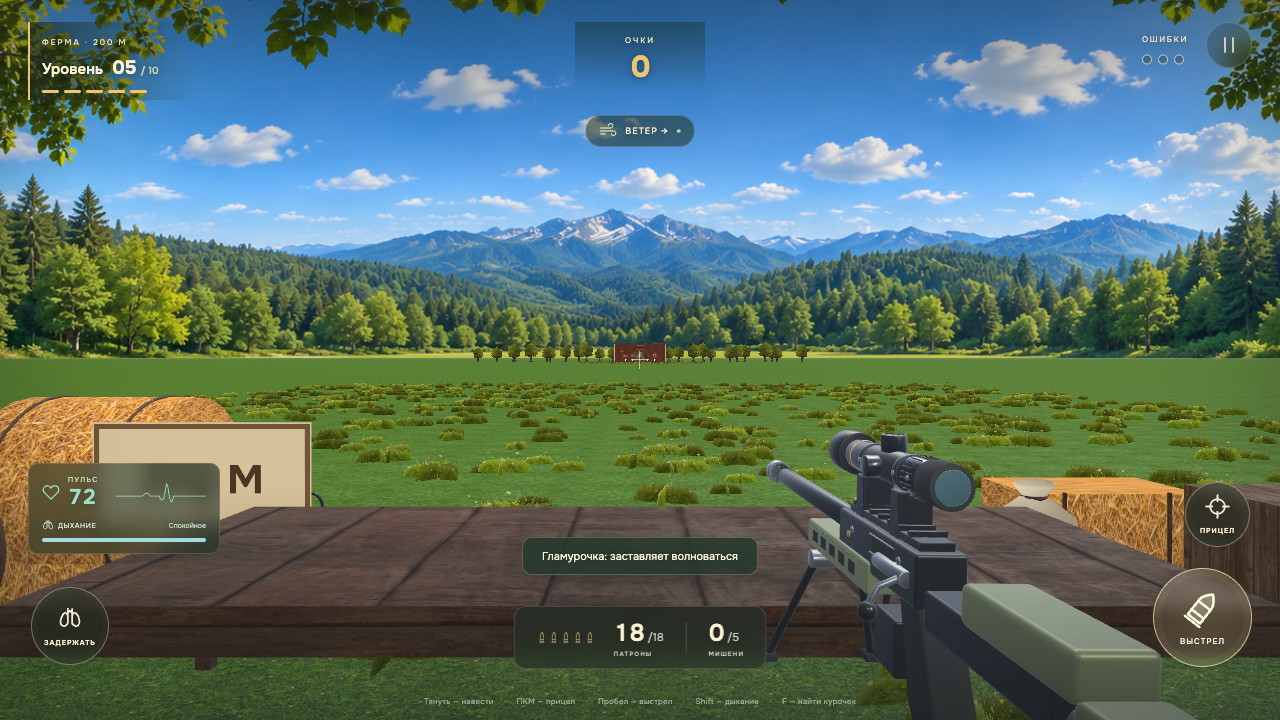 ФЕРМА · 200 М
Уровень 05 / 10
ОЧКИ
0
ОШИБКИ
ВЕТЕР →
М
ПУЛЬС
72
ДЫХАНИЕ
Спокойное
ЗАДЕРЖАТЬ
Гламурочка: заставляет волноваться
18 /18
ПАТРОНЫ
0 /5
МИШЕНИ
ПРИЦЕЛ
ВЫСТРЕЛ
Тянуть — навести · ПКМ — прицел · Пробел — выстрел · Shift — дыхание · F — найти курочек